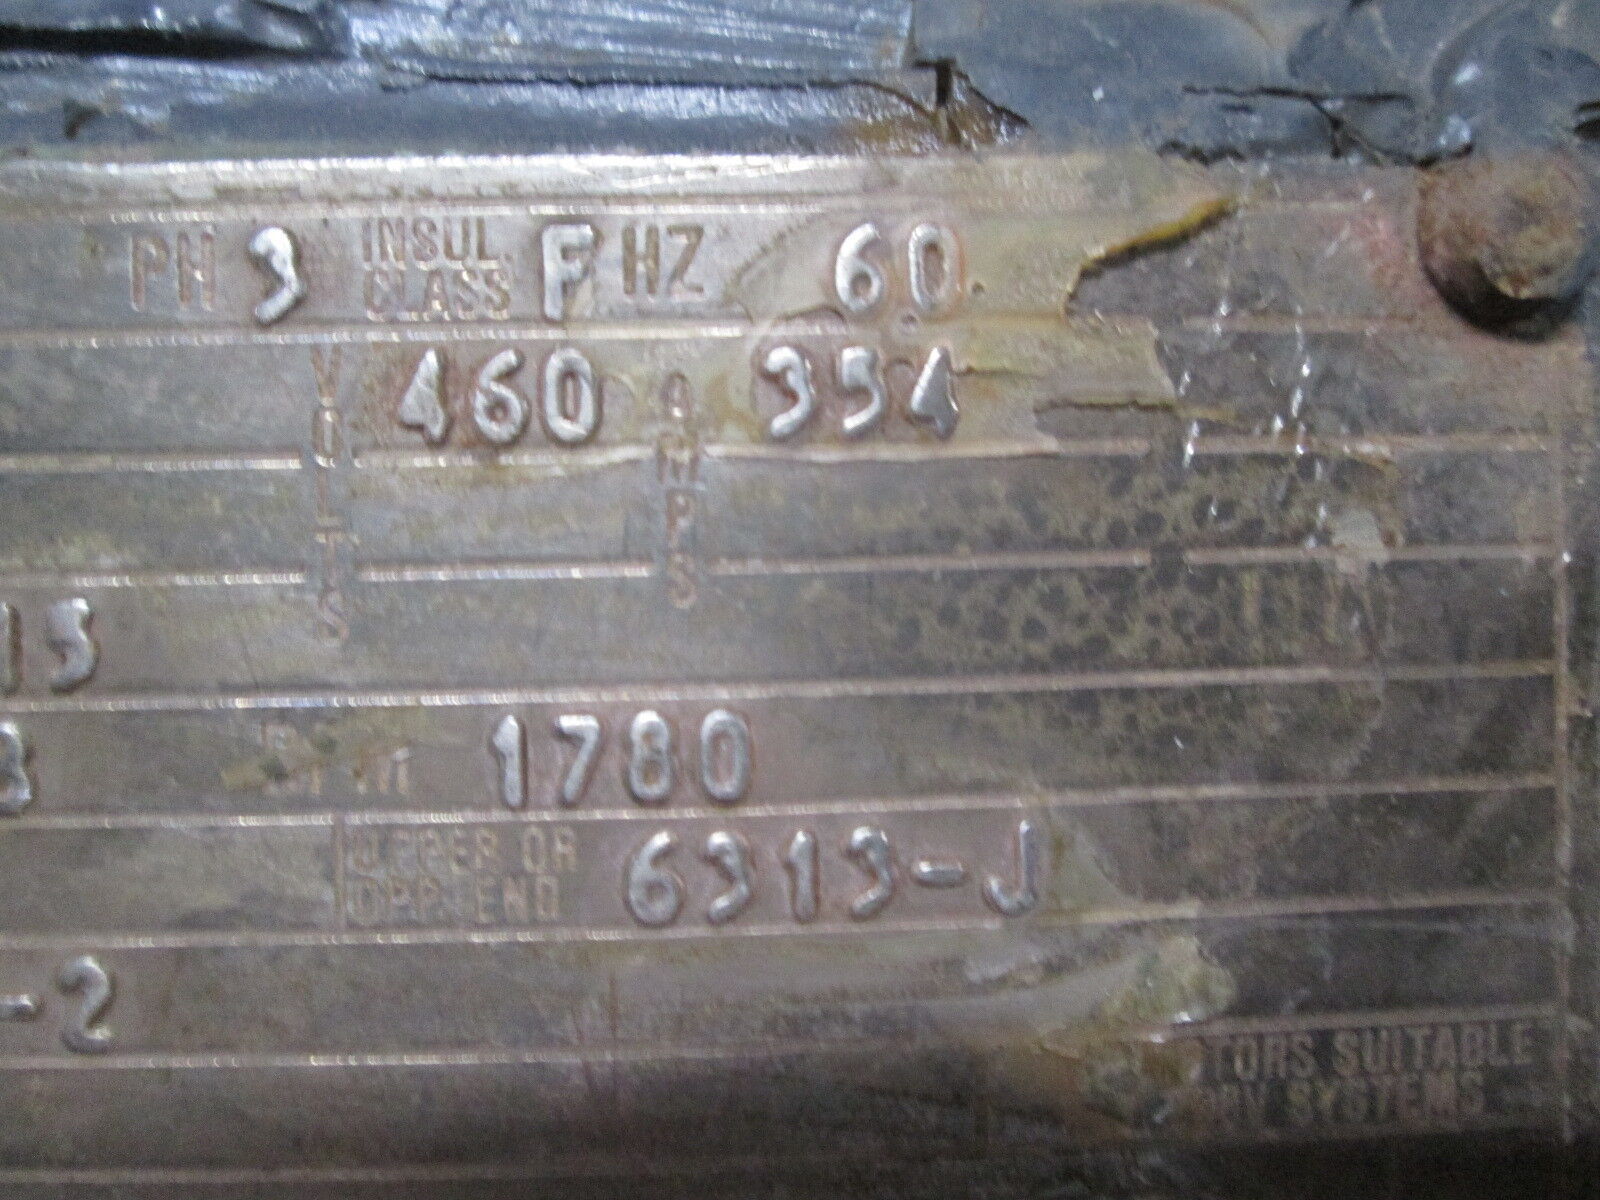 PH 3 INSUL. CLASS F HZ 60
VOLTS 460 AMPS 354
15
RPM 1780
UPPER OR OPP. END 6313-J
-2
SUITABLE
SYSTEMS